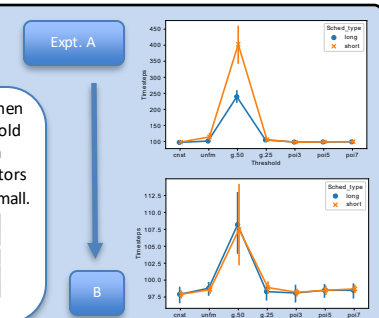 Expt. A
hen
old
n
tors
mall.
B
Sched_type
long
short
450
400
350
300
250
200
150
100
Timesteps
cnst unfm g.50 g.25 poi3 poi5 poi7
Threshold
Sched_type
long
short
112.5
110.0
107.5
105.0
102.5
100.0
97.5
Timesteps
cnst unfm g.50 g.25 poi3 poi5 poi7